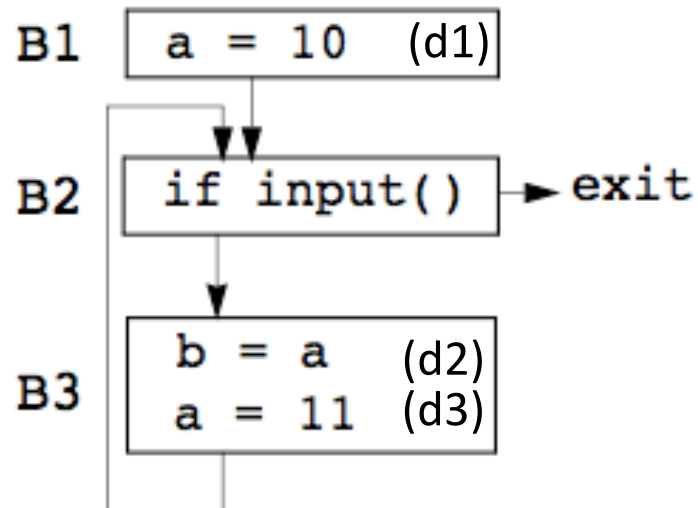 B1 a = 10 (d1)
B2 if input() exit
B3
b = a (d2)
a = 11 (d3)